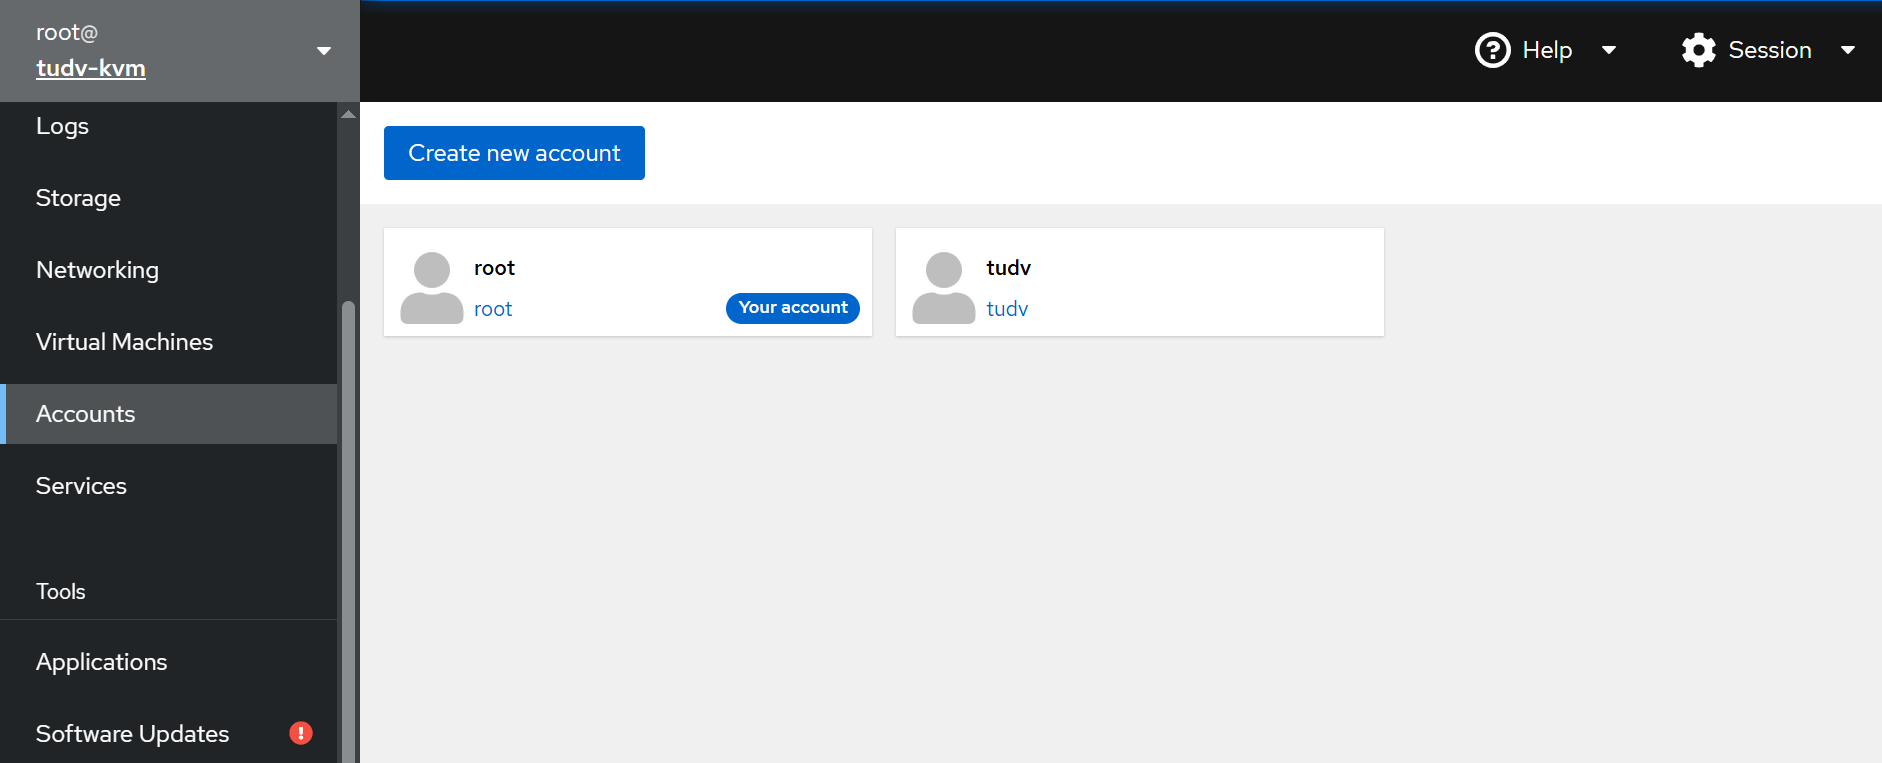 root@
tudv-kvm
Help
Session
Logs
Storage
Networking
Virtual Machines
Accounts
Services
Tools
Applications
Software Updates
Create new account
root
root
Your account
tudv
tudv